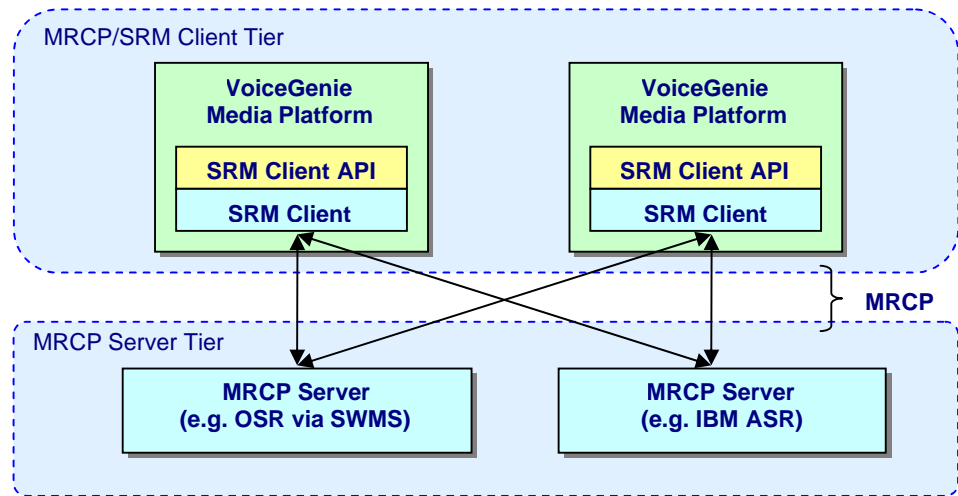 MRCP/SRM Client Tier
VoiceGenie
Media Platform
SRM Client API
SRM Client
VoiceGenie
Media Platform
SRM Client API
SRM Client
MRCP
MRCP Server Tier
MRCP Server
(e.g. OSR via SWMS)
MRCP Server
(e.g. IBM ASR)